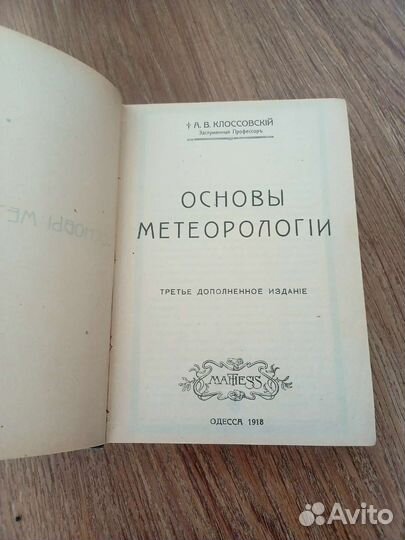 † А. В. КЛОССОВСКІЙ
Заслуженный Профессоръ
ОСНОВЫ
МЕТЕОРОЛОГІИ
ТРЕТЬЕ ДОПОЛНЕННОЕ ИЗДАНІЕ
MATHESIS
ОДЕССА 1918
Avito